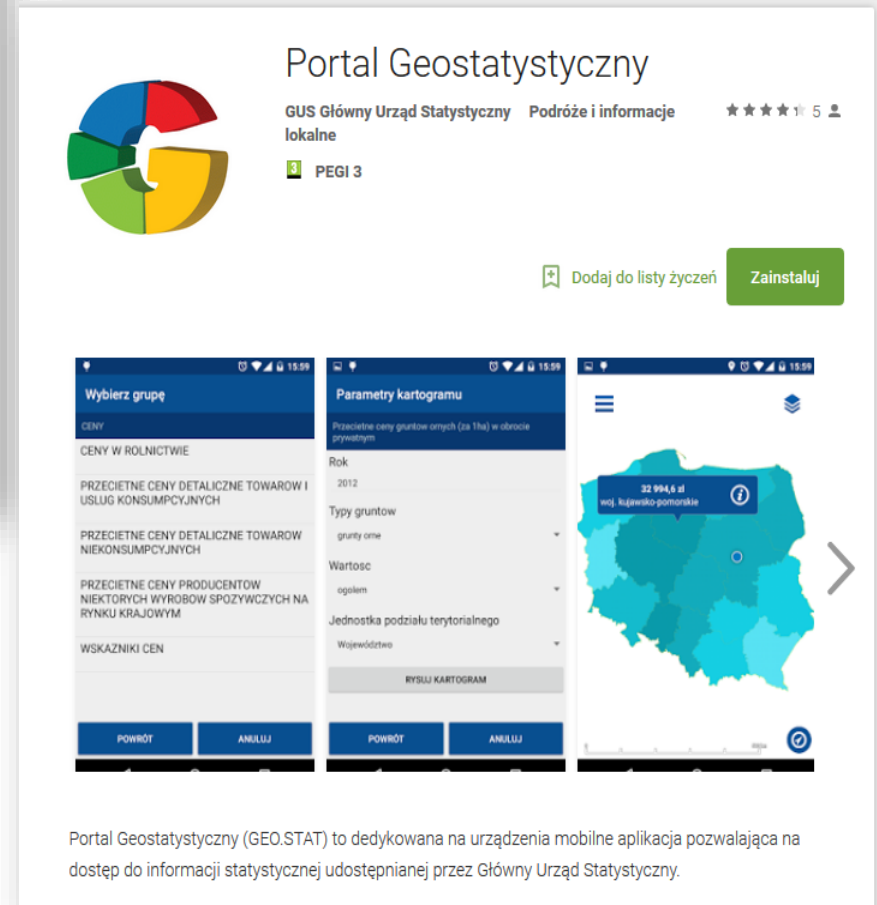 Portal Geostatystyczny
GUS Główny Urząd Statystyczny Podróże i informacje
lokalne
5
3 PEGI 3
Dodaj do listy życzeń
Zainstaluj
15:59
Wybierz grupę
CENY
CENY W ROLNICTWIE
PRZECIETNE CENY DETALICZNE TOWAROW I
USLUG KONSUMPCYJNYCH
PRZECIETNE CENY DETALICZNE TOWAROW
NIEKONSUMPCYJNYCH
PRZECIETNE CENY PRODUCENTOW
NIEKTORYCH WYROBOW SPOZYWCZYCH NA
RYNKU KRAJOWYM
WSKAZNIKI CEN
POWRÓT
ANULUJ
15:59
Parametry kartogramu
Przecietne ceny gruntow ornych (za 1ha) w obrocie
prywatnym
Rok
2012
Typy gruntow
grunty orne
Wartosc
ogolem
Jednostka podziału terytorialnego
Województwo
RYSUJ KARTOGRAM
POWRÓT
ANULUJ
15:59
32 994,6 zł
woj. kujawsko-pomorskie
Portal Geostatystyczny (GEO.STAT) to dedykowana na urządzenia mobilne aplikacja pozwalająca na
dostęp do informacji statystycznej udostępnianej przez Główny Urząd Statystyczny.